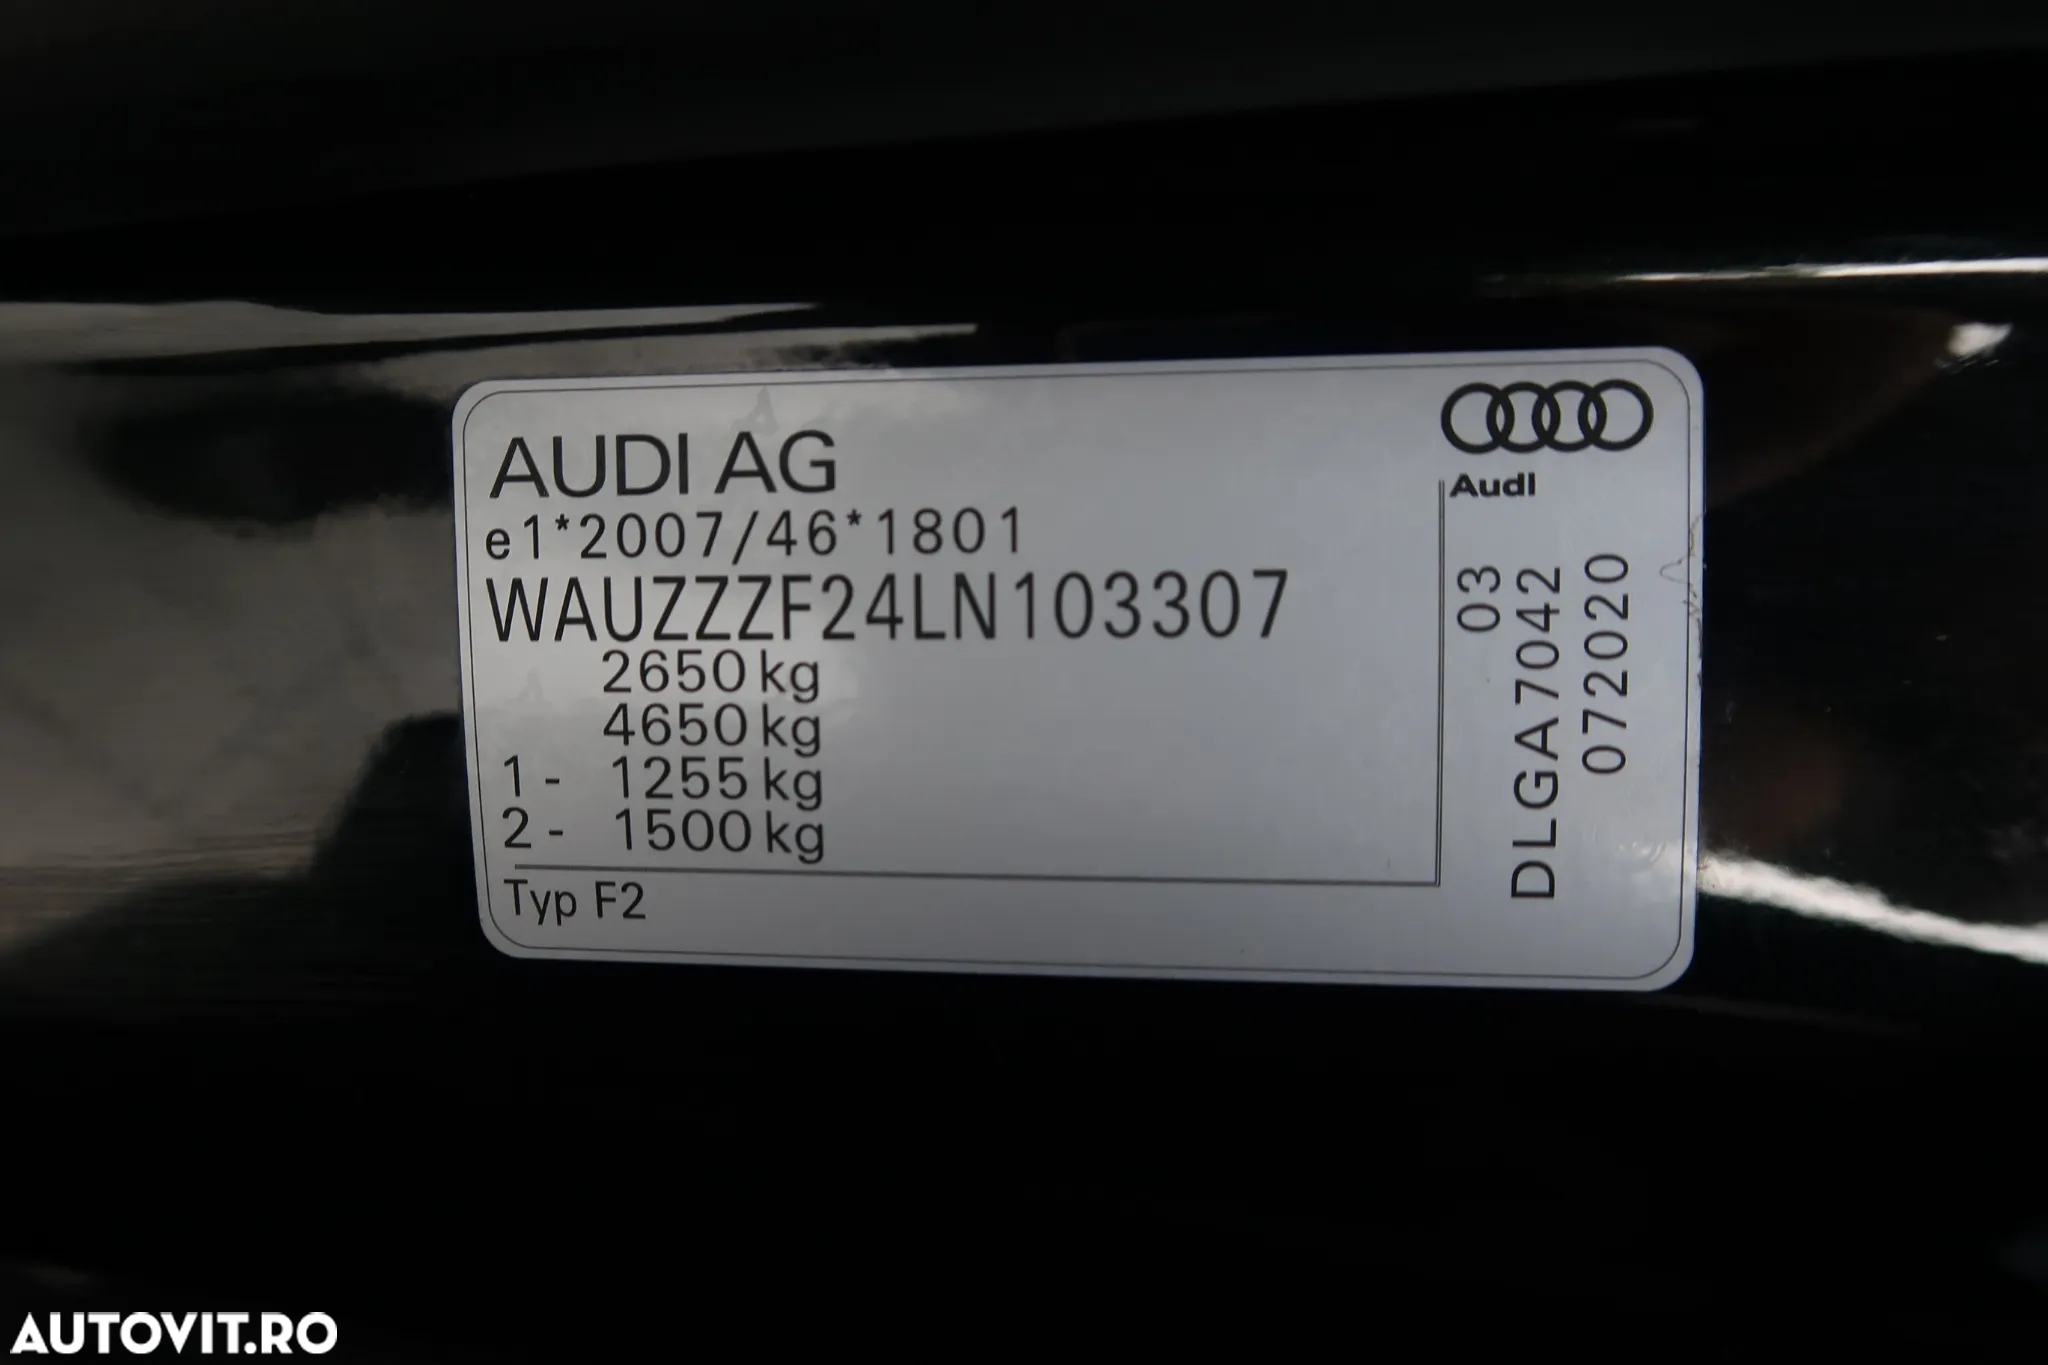 AUDI AG
e1*2007/46*1801
WAUZZZF24LN103307
2650 kg
4650 kg
1 - 1255 kg
2 - 1500 kg
Typ F2
Audi
03
DLGA7042
072020
AUTOVIT.RO